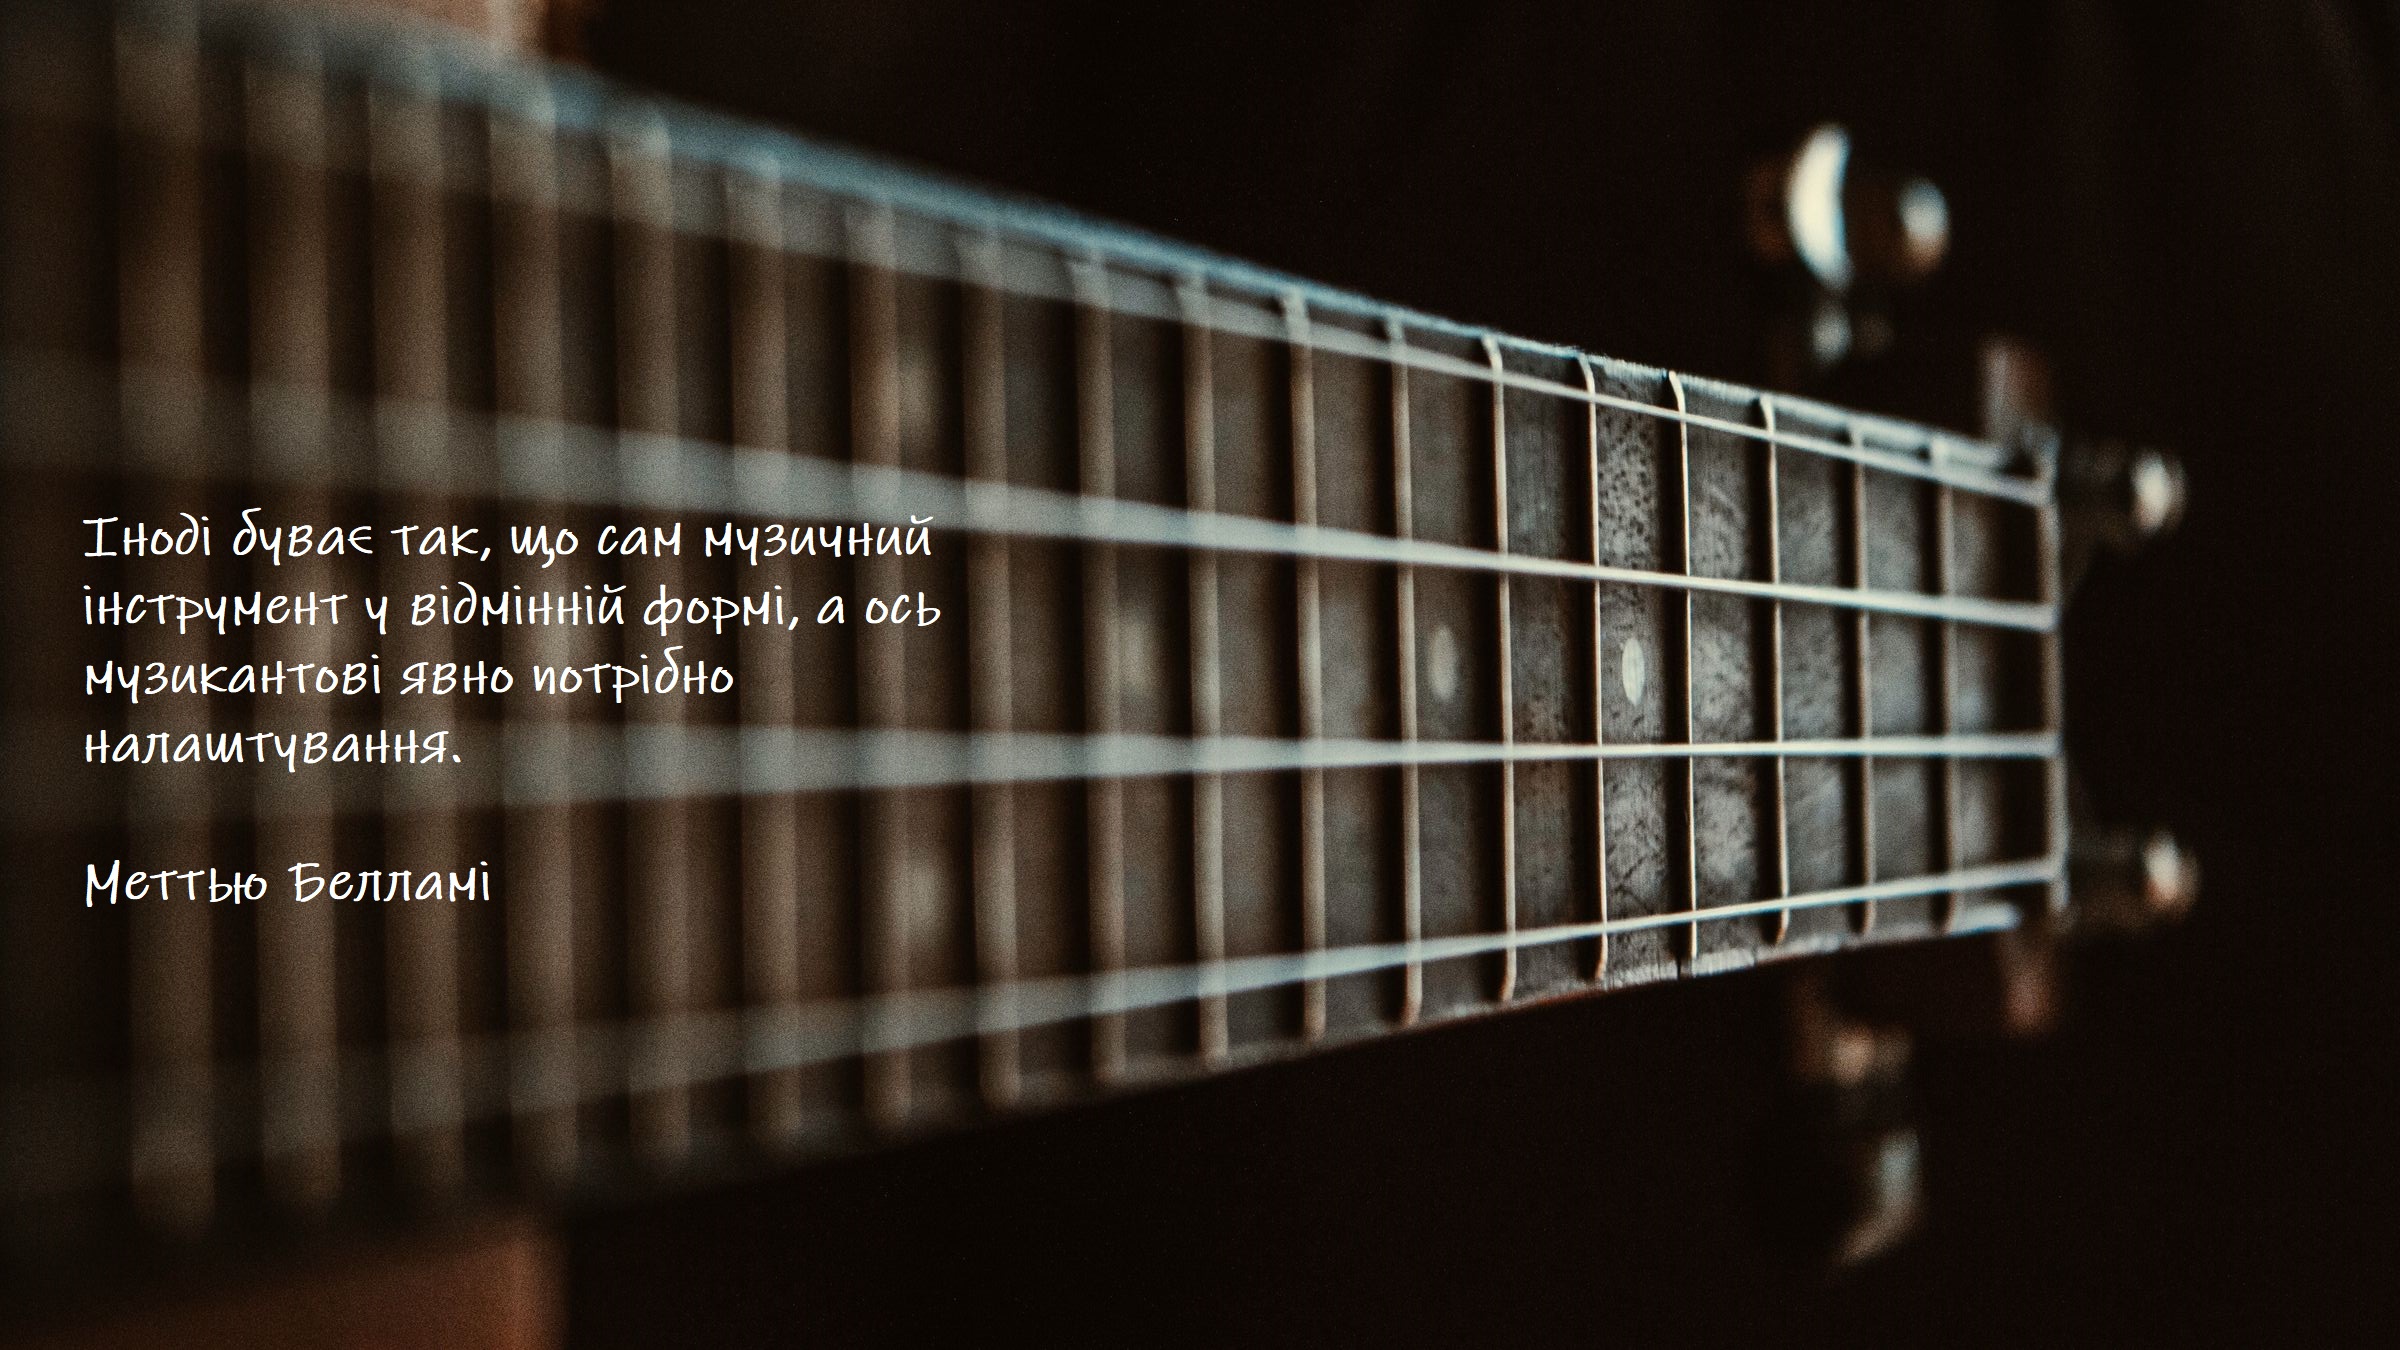 Іноді буває так, що сам музичний
інструмент у відмінній формі, а ось
музикантові явно потрібно
налаштування.
Меттью Белламі